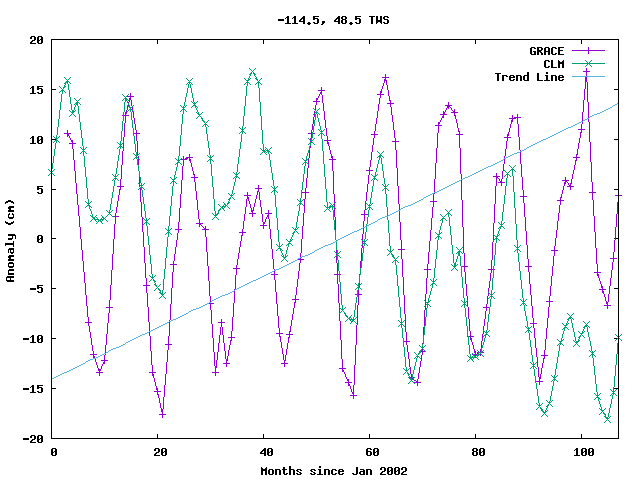 -114.5, 48.5 TWS
20
15
10
5
0
-5
-10
-15
-20
Anomaly (cm)
GRACE
CLM
Trend Line
0 20 40 60 80 100
Months since Jan 2002